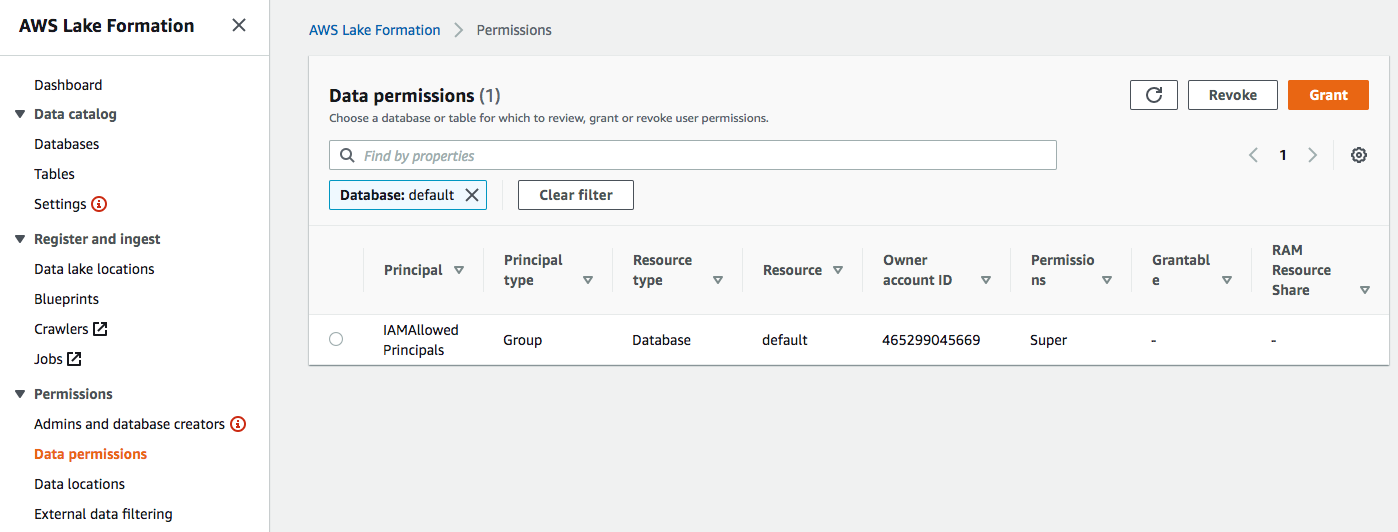 AWS Lake Formation
Dashboard
Data catalog
Databases
Tables
Settings
Register and ingest
Data lake locations
Blueprints
Crawlers
Jobs
Permissions
Admins and database creators
Data permissions
Data locations
External data filtering
AWS Lake Formation > Permissions
Data permissions (1)
Choose a database or table for which to review, grant or revoke user permissions.
Revoke
Grant
Find by properties
1
Database: default
Clear filter
Principal
Principal
type
Resource
type
Resource
Owner
account ID
Permissio
ns
Grantabl
e
RAM
Resource
Share
IAMAllowed
Principals
Group
Database
default
465299045669
Super
-
-